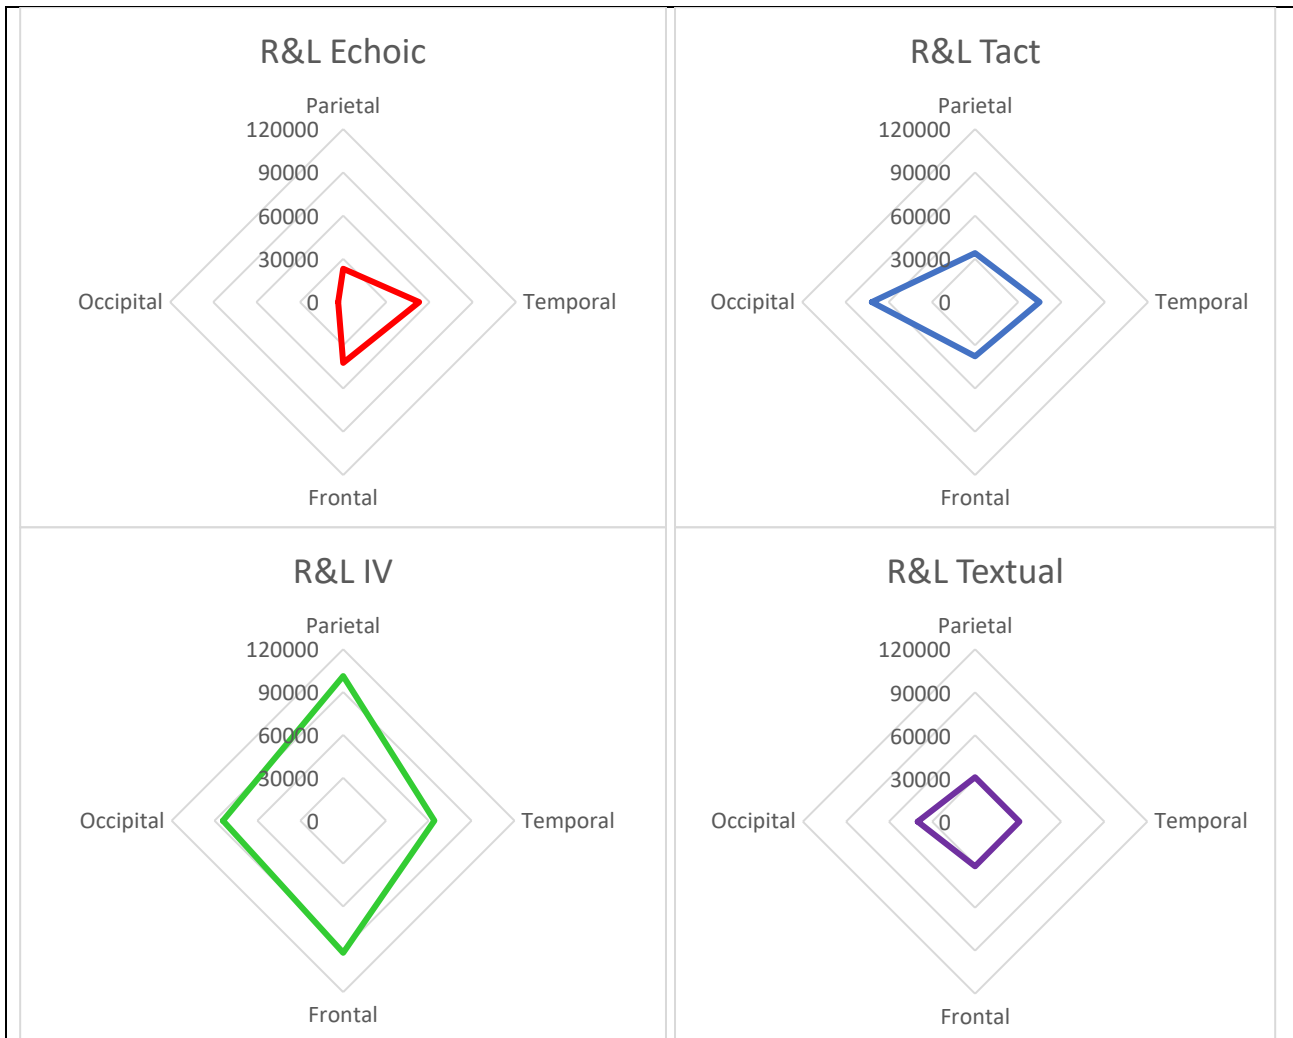 R&L Echoic
Parietal
120000
90000
60000
30000
0
Occipital
Temporal
Frontal
R&L Tact
Parietal
120000
90000
60000
30000
0
Occipital
Temporal
Frontal
R&L IV
Parietal
120000
90000
60000
30000
0
Occipital
Temporal
Frontal
R&L Textual
Parietal
120000
90000
60000
30000
0
Occipital
Temporal
Frontal